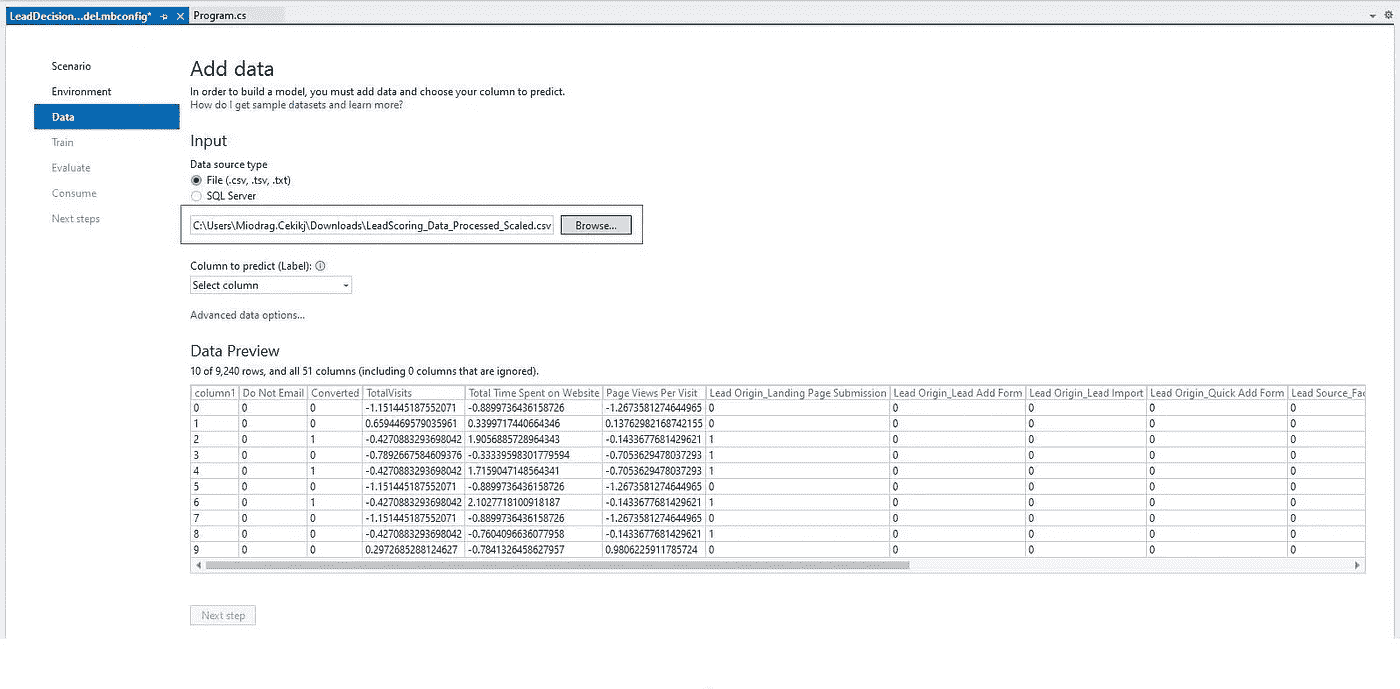 LeadDecision...del.mbconfig* Program.cs
Scenario
Environment
Data
Train
Evaluate
Consume
Next steps
Add data
In order to build a model, you must add data and choose your column to predict.
How do I get sample datasets and learn more?
Input
Data source type
File (.csv, .tsv, .txt)
SQL Server
C:\Users\Miodrag.Cekikj\Downloads\LeadScoring_Data_Processed_Scaled.csv Browse...
Column to predict (Label):
Select column
Advanced data options...
Data Preview
10 of 9,240 rows, and all 51 columns (including 0 columns that are ignored).
column1 Do Not Email Converted TotalVisits Total Time Spent on Website Page Views Per Visit Lead Origin_Landing Page Submission Lead Origin_Lead Add Form Lead Origin_Lead Import Lead Origin_Quick Add Form Lead Source_Fac
0 0 0 -1.151445187552071 -0.8899736436158726 -1.2673581274644965 0 0 0 0 0
1 0 0 0.6594469579035961 0.3399717440664346 0.13762982168742155 0 0 0 0 0
2 0 1 -0.4270883293698042 1.9056885728964343 -0.1433677681429621 1 0 0 0 0
3 0 0 -0.7892667584609376 -0.33339598301779594 -0.7053629478037293 1 0 0 0 0
4 0 1 -0.4270883293698042 1.7159047148564341 -0.7053629478037293 1 0 0 0 0
5 0 0 -1.151445187552071 -0.8899736436158726 -1.2673581274644965 0 0 0 0 0
6 0 1 -0.4270883293698042 2.1027718100918187 -0.1433677681429621 1 0 0 0 0
7 0 0 -1.151445187552071 -0.8899736436158726 -1.2673581274644965 0 0 0 0 0
8 0 0 -0.4270883293698042 -0.7604096636077958 -0.1433677681429621 1 0 0 0 0
9 0 0 0.2972685288124627 -0.7841326458627957 0.9806225911785724 0 0 0 0 0
Next step